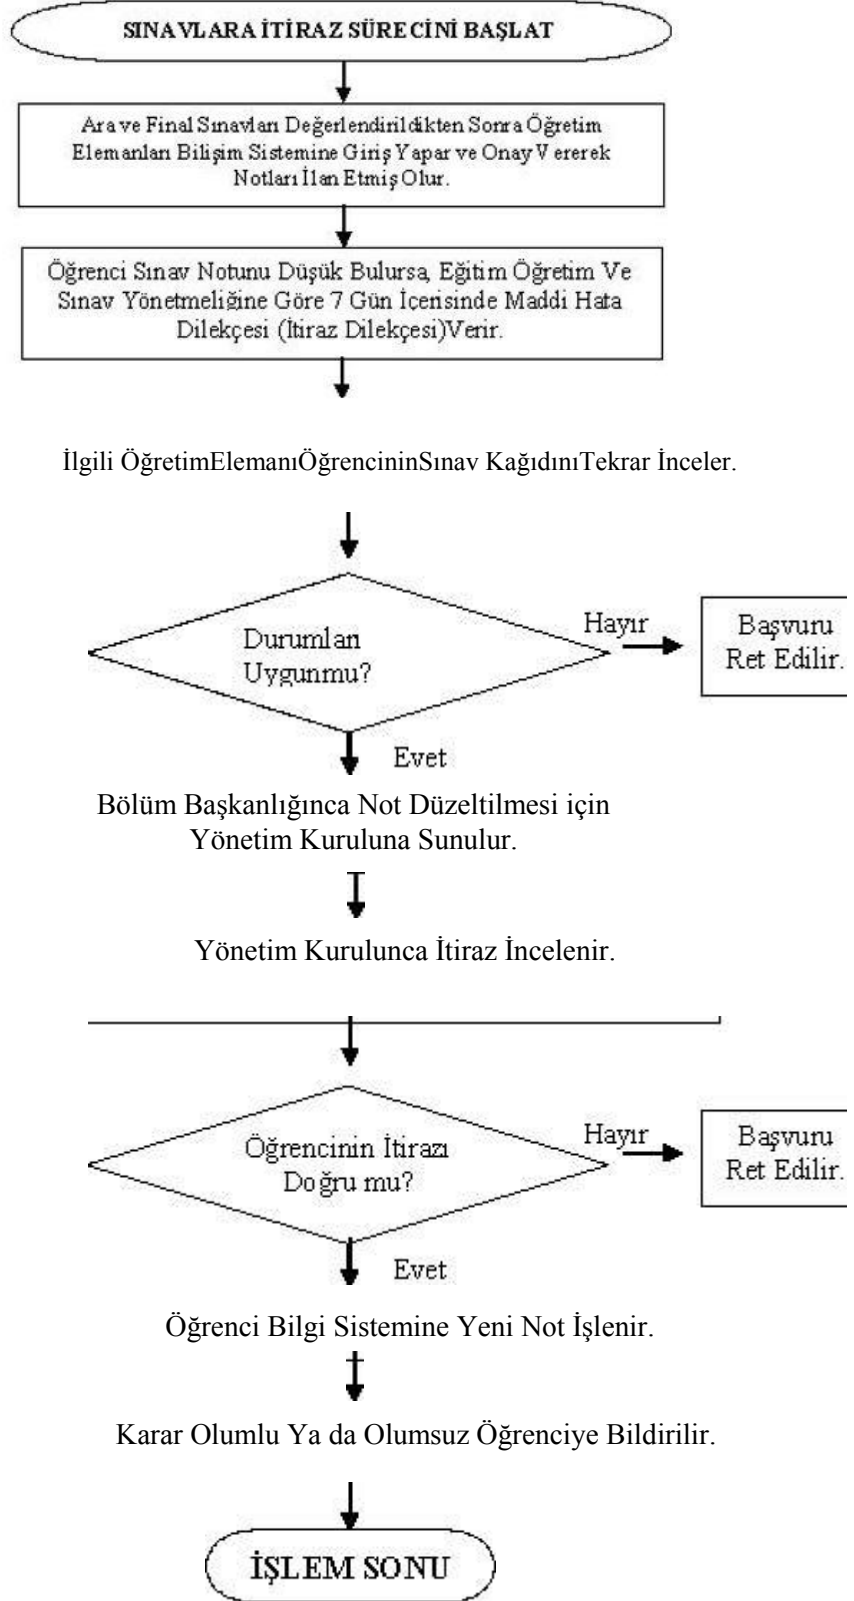 SINAVLARA İTİRAZ SÜRECİNİ BAŞLAT
Ara ve Final Sınavları Değerlendirildikten Sonra Öğretim
Elemanları Bilişim Sistemine Giriş Yapar ve Onay Vererek
Notları İlan Etmiş Olur.
Öğrenci Sınav Notunu Düşük Bulursa, Eğitim Öğretim Ve
Sınav Yönetmeliğine Göre 7 Gün İçerisinde Maddi Hata
Dilekçesi (İtiraz Dilekçesi)Verir.
İlgili ÖğretimElemanıÖğrencininSınav KağıdınıTekrar İnceler.
Durumları
Uygunmu?
Hayır
Başvuru
Ret Edilir.
Evet
Bölüm Başkanlığınca Not Düzeltilmesi için
Yönetim Kuruluna Sunulur.
Yönetim Kurulunca İtiraz İncelenir.
Öğrencinin İtirazı
Doğru mu?
Hayır
Başvuru
Ret Edilir.
Evet
Öğrenci Bilgi Sistemine Yeni Not İşlenir.
Karar Olumlu Ya da Olumsuz Öğrenciye Bildirilir.
İŞLEM SONU